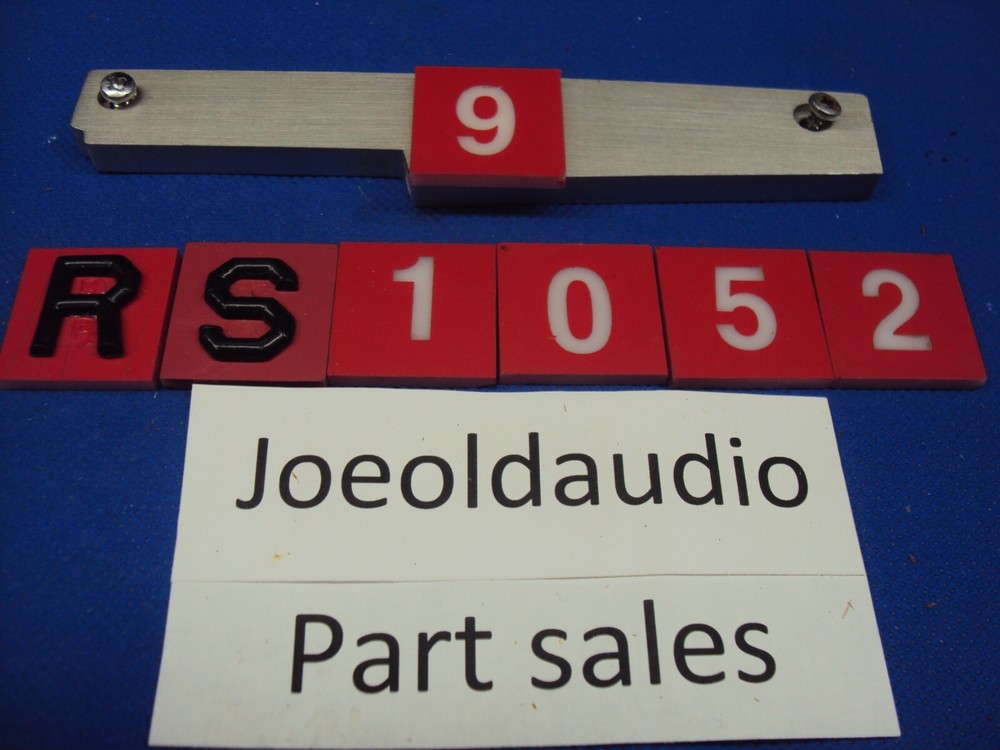 9
RS1052
Joeoldaudio
Part sales